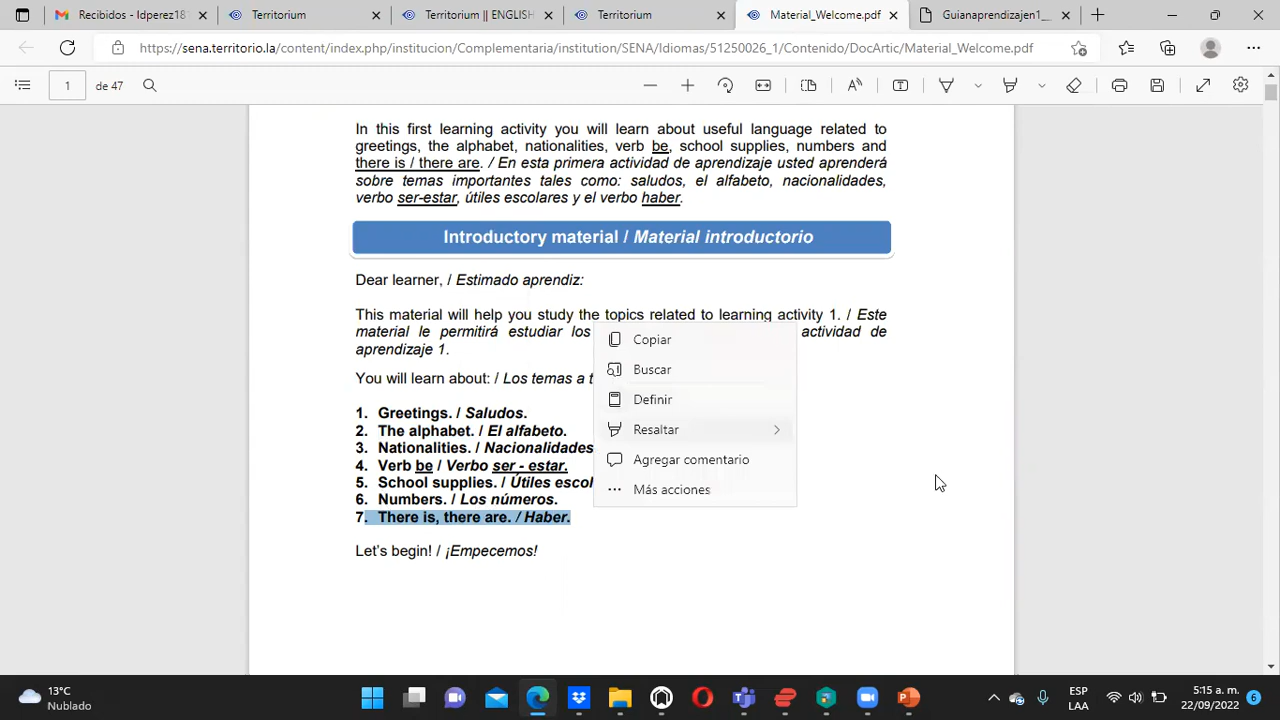 Recibidos - Idperez181
Territorium
Territorium || ENGLISH
Territorium
Material_Welcome.pdf
Guianaprendizajen1_
https://sena.territorio.la/content/index.php/institucion/Complementaria/institution/SENA/Idiomas/51250026_1/Contenido/DocArtic/Material_Welcome.pdf
1 de 47
In this first learning activity you will learn about useful language related to
greetings, the alphabet, nationalities, verb be, school supplies, numbers and
there is / there are. / En esta primera actividad de aprendizaje usted aprenderá
sobre temas importantes tales como: saludos, el alfabeto, nacionalidades,
verbo ser-estar, útiles escolares y el verbo haber.
Introductory material / Material introductorio
Dear learner, / Estimado aprendiz:
This material will help you study the topics related to learning activity 1. / Este
material le permitirá estudiar los actividad de
aprendizaje 1.
You will learn about: / Los temas a t
1. Greetings. / Saludos.
2. The alphabet. / El alfabeto.
3. Nationalities. / Nacionalidades
4. Verb be / Verbo ser - estar.
5. School supplies. / Útiles escol
6. Numbers. / Los números.
7. There is, there are. / Haber.
Let's begin! / ¡Empecemos!
Copiar
Buscar
Definir
Resaltar
Agregar comentario
Más acciones
13°C
Nublado
ESP
LAA
5:15 a. m.
22/09/2022
6